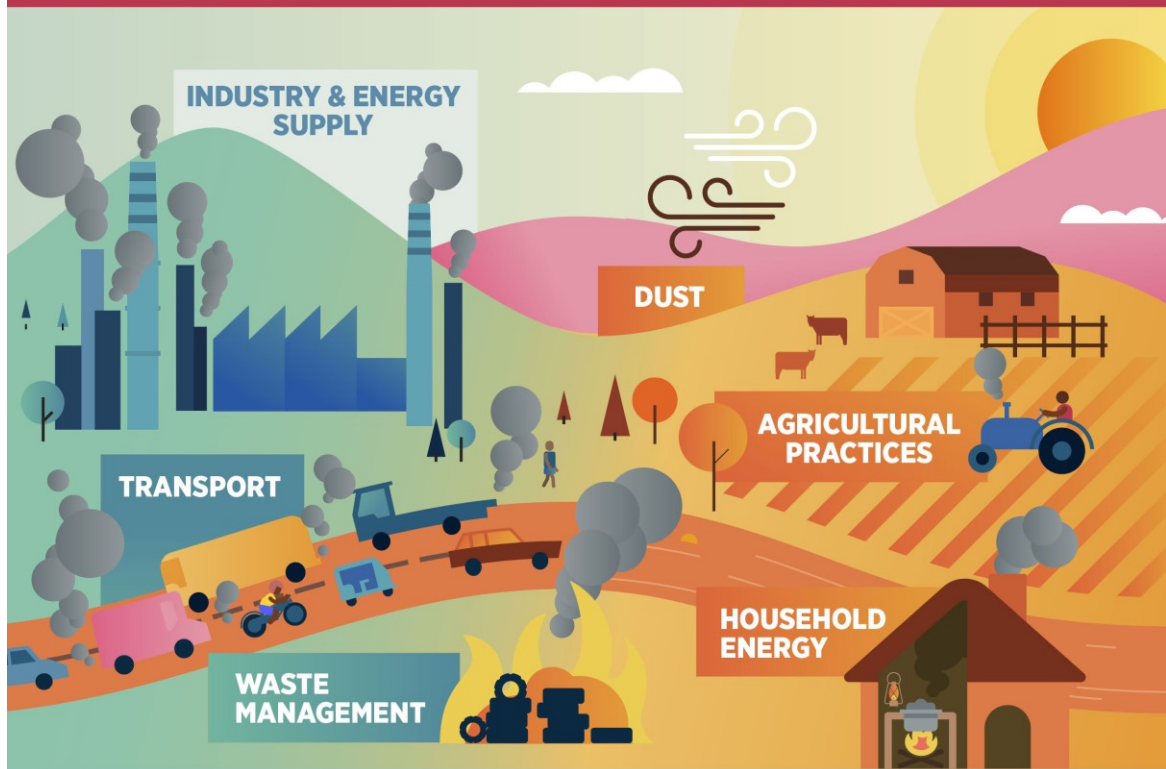 INDUSTRY & ENERGY
SUPPLY
DUST
AGRICULTURAL
PRACTICES
TRANSPORT
HOUSEHOLD
ENERGY
WASTE
MANAGEMENT